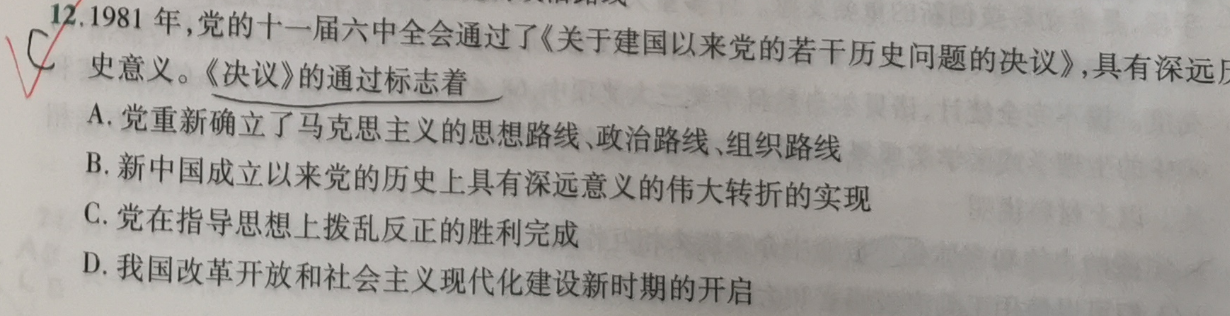 12.1981年,党的十一届六中全会通过了《关于建国以来党的若干历史问题的决议》,具有深远
C
史意义。《决议》的通过标志着
A. 党重新确立了马克思主义的思想路线、政治路线、组织路线
B. 新中国成立以来党的历史上具有深远意义的伟大转折的实现
C. 党在指导思想上拨乱反正的胜利完成
D. 我国改革开放和社会主义现代化建设新时期的开启